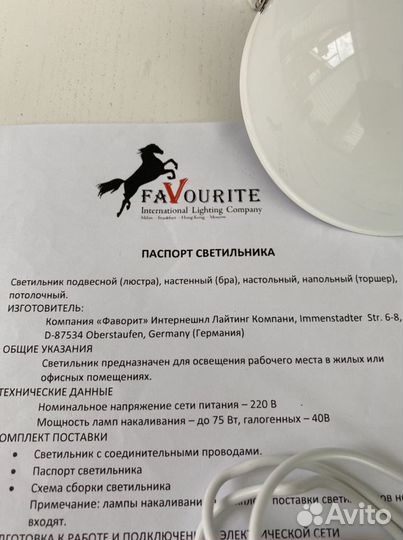 FAVOURITE
International Lighting Company
Milan - Frankfurt - Hong Kong - Moscow
ПАСПОРТ СВЕТИЛЬНИКА
Светильник подвесной (люстра), настенный (бра), настольный, напольный (торшер),
потолочный.
ИЗГОТОВИТЕЛЬ:
Компания «Фаворит» Интернешнл Лайтинг Компани, Immenstadter Str. 6-8,
D-87534 Oberstaufen, Germany (Германия)
ОБЩИЕ УКАЗАНИЯ
Светильник предназначен для освещения рабочего места в жилых или
офисных помещениях.
ТЕХНИЧЕСКИЕ ДАННЫЕ
Номинальное напряжение сети питания – 220 В
Мощность ламп накаливания – до 75 Вт, галогенных – 40В
КОМПЛЕКТ ПОСТАВКИ
• Светильник с соединительными проводами.
• Паспорт светильника
• Схема сборки светильника
Примечание: лампы накаливания поставки
входят.
К РАБОТЕ И ЭЛЕКТРИЧЕСКОЙ СЕТИ
Avito